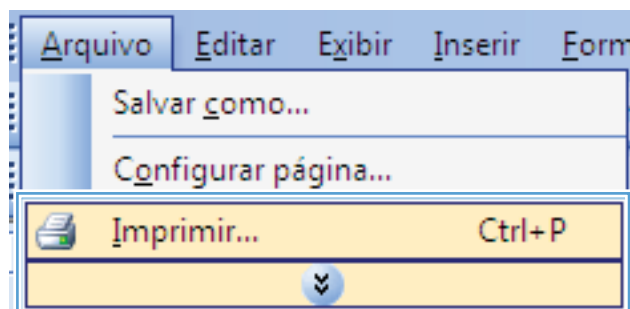 Arquivo Editar Exibir Inserir Form
Salvar como...
Configurar página...
Imprimir... Ctrl+P